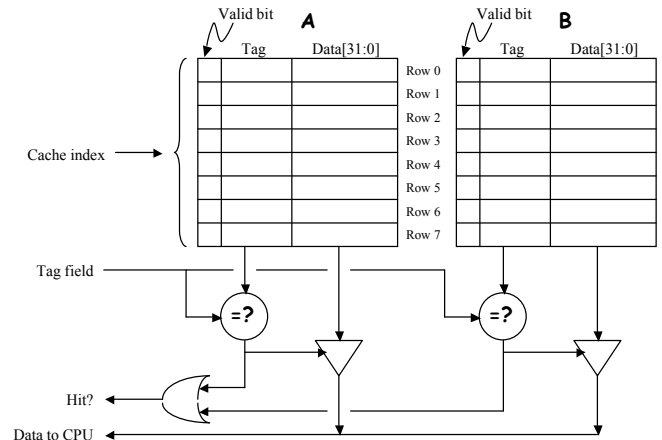 Valid bit
A
Valid bit
B
Tag
Data[31:0]
Tag
Data[31:0]
Row 0
Row 1
Row 2
Row 3
Row 4
Row 5
Row 6
Row 7
Cache index
Tag field
=?
=?
Hit?
Data to CPU